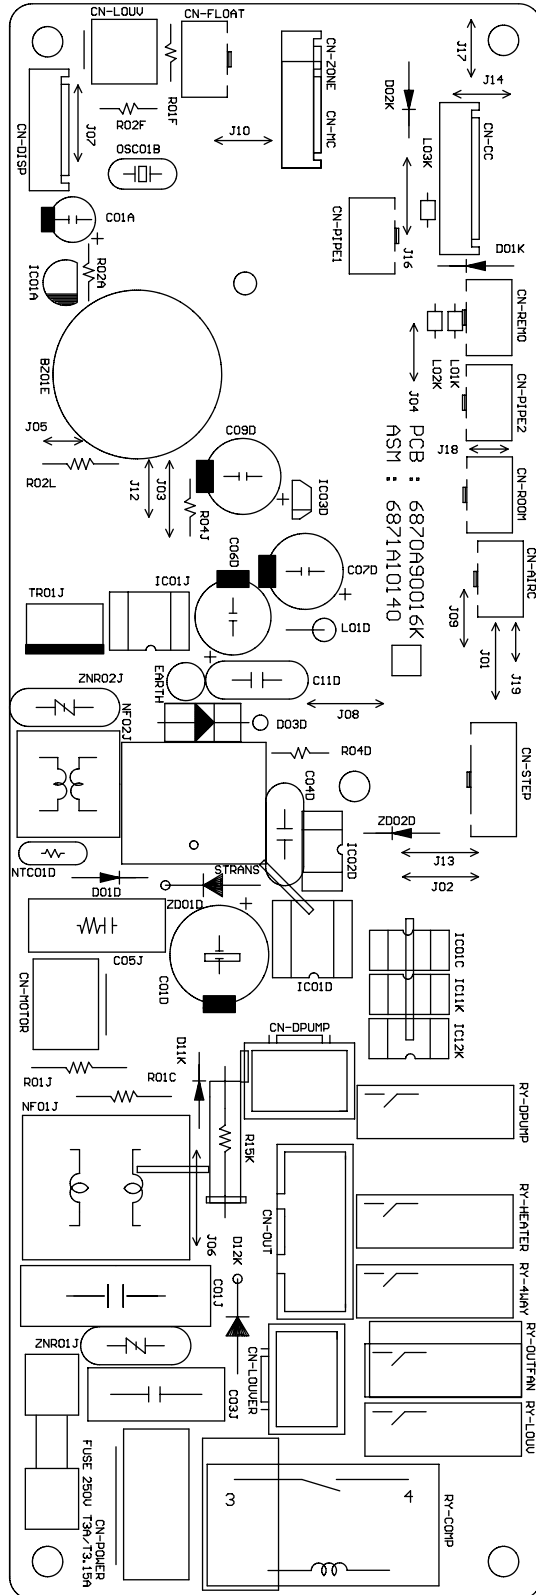 CN-LOUV
CN-FLOAT
J17
R01F
CN-ZONE
CN-DISP
J07
R02F
J10
CN-MC
D02K
J14
CN-CC
OSC01B
L03K
C01A
CN-PIPE1
J16
IC01A
R02A
D01K
CN-REMO
BZ01E
L02K
L01K
J04
CN-PIPE2
J05
J18
R02L
J12
J03
C09D
IC03D
R04J
PCB : 6870A90016K
ASM : 6871A10140
CN-ROOM
C06D
C07D
CN-AIRC
TR01J
IC01J
J09
L01D
J01
J19
ZNR02J
EARTH
C11D
NF02J
D03D
J08
R04D
CN-STEP
C04D
ZD02D
NTC01D
STRANS
IC02D
J13
D01D
ZD01D
J02
C05J
C01D
IC01D
IC01C
CN-MOTOR
IC11K
CN-DPUMP
IC12K
R01J
R01C
D11K
NF01J
RY-DPUMP
R15K
CN-OUT
RY-HEATER
J06
D12K
RY-4WAY
C01J
ZNR01J
RY-OUTFAN
CN-LOUVER
C03J
RY-LOUV
FUSE 250V T3A/T3.15A
CN-POWER
3
4
RY-COMP